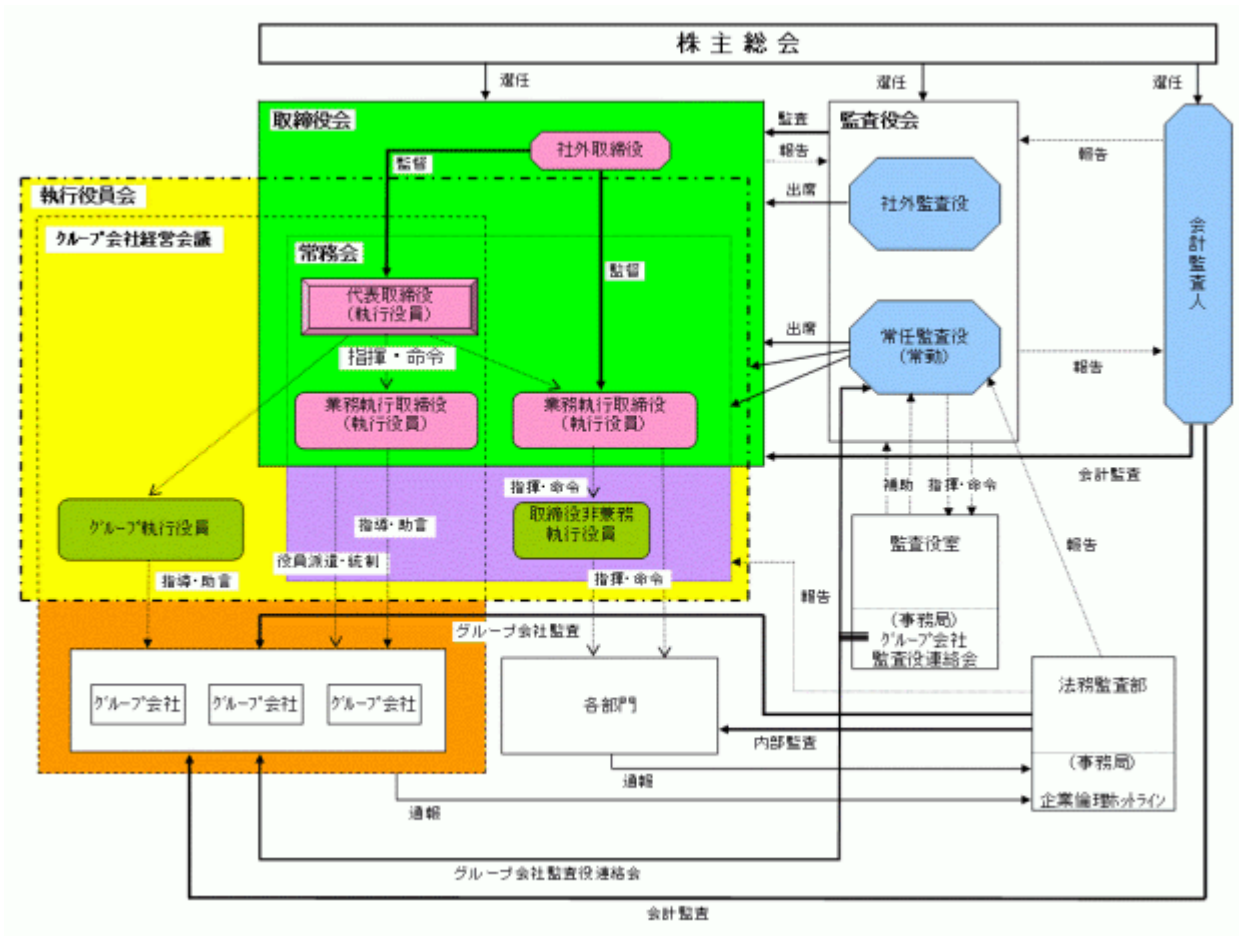 株主総会
選任
選任
選任
取締役会
監査
監査役会
社外取締役
報告
報告
監督
執行役員会
出席
社外監査役
会計監査人
グループ会社経営会議
常務会
監督
代表取締役
(執行役員)
出席
常任監査役
(常勤)
指揮・命令
報告
業務執行取締役
(執行役員)
業務執行取締役
(執行役員)
会計監査
指揮・命令
補助
指揮・命令
グループ執行役員
指導・助言
取締役非兼務
執行役員
監査役室
報告
役員派遣・統制
指導・助言
指揮・命令
報告
(事務局)
グループ会社
監査役連絡会
グループ会社監査
法務監査部
グループ会社
グループ会社
グループ会社
各部門
内部監査
(事務局)
通報
企業倫理ホットライン
通報
グループ会社監査役連絡会
会計監査